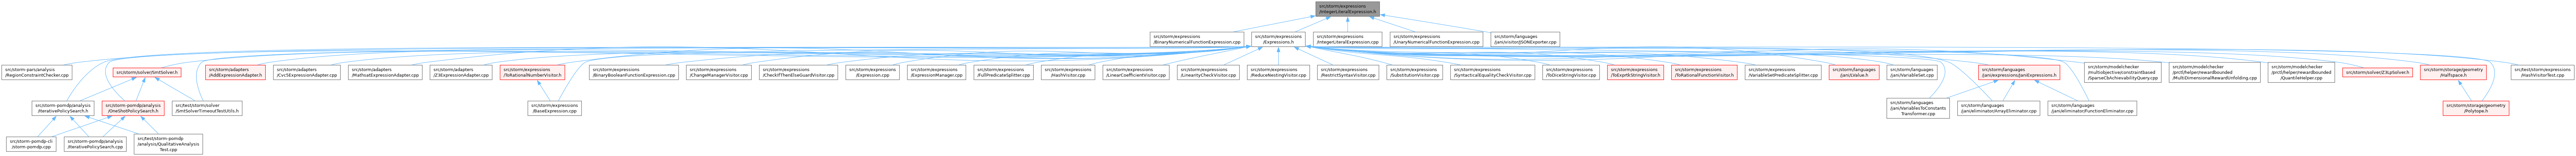 src/storm/expressions
/IntegerLiteralExpression.h
src/storm/expressions
/BinaryNumericalFunctionExpression.cpp
src/storm/expressions
/Expressions.h
src/storm/expressions
/IntegerLiteralExpression.cpp
src/storm/expressions
/UnaryNumericalFunctionExpression.cpp
src/storm/languages
/jani/visitor/JSONExporter.cpp
src/storm-pars/analysis
/RegionConstraintChecker.cpp
src/storm/solver/SmtSolver.h
src/storm/adapters
/AddExpressionAdapter.h
src/storm/adapters
/Cvc5ExpressionAdapter.cpp
src/storm/adapters
/MathsatExpressionAdapter.cpp
src/storm/adapters
/Z3ExpressionAdapter.cpp
src/storm/expressions
/ToRationalNumberVisitor.h
src/storm/expressions
/BinaryBooleanFunctionExpression.cpp
src/storm/expressions
/ChangeManagerVisitor.cpp
src/storm/expressions
/CheckIfThenElseGuardVisitor.cpp
src/storm/expressions
/Expression.cpp
src/storm/expressions
/ExpressionManager.cpp
src/storm/expressions
/FullPredicateSplitter.cpp
src/storm/expressions
/HashVisitor.cpp
src/storm/expressions
/LinearCoefficientVisitor.cpp
src/storm/expressions
/LinearityCheckVisitor.cpp
src/storm/expressions
/ReduceNestingVisitor.cpp
src/storm/expressions
/RestrictSyntaxVisitor.cpp
src/storm/expressions
/SubstitutionVisitor.cpp
src/storm/expressions
/SyntacticalEqualityCheckVisitor.cpp
src/storm/expressions
/ToDiceStringVisitor.cpp
src/storm/expressions
/ToExprtkStringVisitor.h
src/storm/expressions
/ToRationalFunctionVisitor.h
src/storm/expressions
/VariableSetPredicateSplitter.cpp
src/storm/languages
/jani/LValue.h
src/storm/languages
/jani/VariableSet.cpp
src/storm/languages
/jani/expressions/JaniExpressions.h
src/storm/modelchecker
/multiobjective/constraintbased
/SparseCbAchievabilityQuery.cpp
src/storm/modelchecker
/prctl/helper/rewardbounded
/MultiDimensionalRewardUnfolding.cpp
src/storm/modelchecker
/prctl/helper/rewardbounded
/QuantileHelper.cpp
src/storm/solver/Z3LpSolver.h
src/storm/storage/geometry
/Halfspace.h
src/test/storm/expressions
/HashVisitorTest.cpp
src/storm-pomdp/analysis
/IterativePolicySearch.h
src/storm-pomdp/analysis
/OneShotPolicySearch.h
src/test/storm/solver
/SmtSolverTimeoutTestUtils.h
src/storm/expressions
/BaseExpression.cpp
src/storm/languages
/jani/VariablesToConstants
Transformer.cpp
src/storm/languages
/jani/eliminator/ArrayEliminator.cpp
src/storm/languages
/jani/eliminator/FunctionEliminator.cpp
src/storm/storage/geometry
/Polytope.h
src/storm-pomdp-cli
/storm-pomdp.cpp
src/storm-pomdp/analysis
/IterativePolicySearch.cpp
src/test/storm-pomdp
/analysis/QualitativeAnalysis
Test.cpp